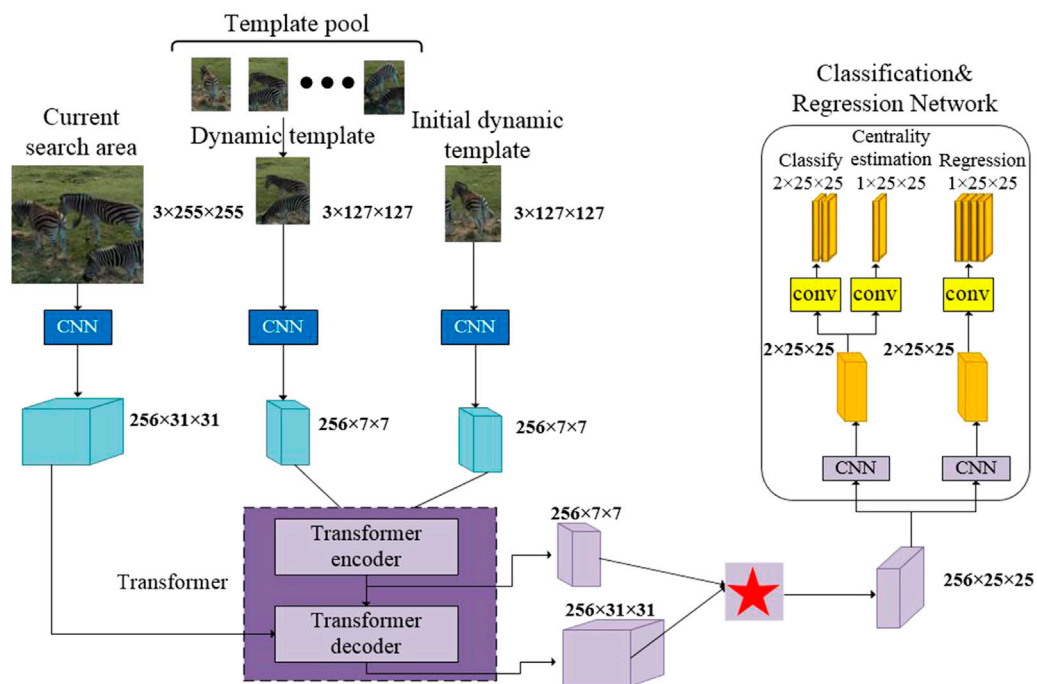 Template pool
Current
search area
Dynamic template
Initial dynamic
template
3×255×255
3×127×127
3×127×127
CNN
CNN
CNN
256×31×31
256×7×7
256×7×7
Transformer
Transformer
encoder
Transformer
decoder
256×7×7
256×31×31
256×25×25
Classification&
Regression Network
Centrality
Classify estimation Regression
2×25×25 1×25×25 1×25×25
conv
conv
conv
2×25×25
2×25×25
CNN
CNN